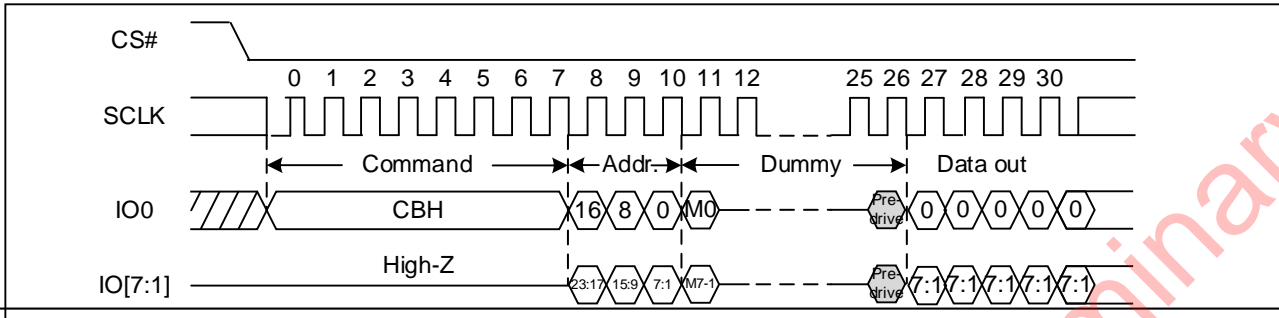 CS#
0 1 2 3 4 5 6 7 8 9 10 11 12 25 26 27 28 29 30
SCLK
Command Addr. Dummy Data out
IO0 CBH 16 8 0 M0 Pre-drive 0 0 0 0 0
High-Z
IO[7:1] 23:17 15:9 7:1 M7-1 Pre-drive 7:1 7:1 7:1 7:1 7:1
minary